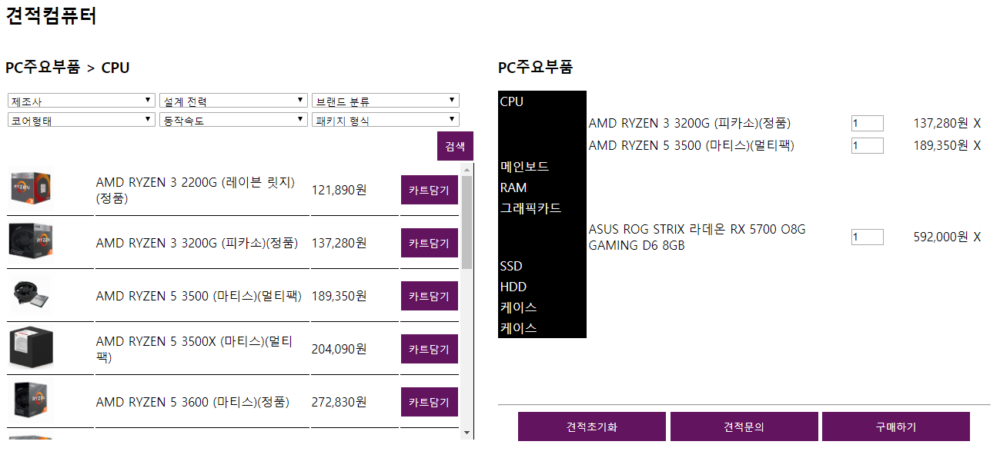 견적컴퓨터
PC주요부품 > CPU
제조사
설계 전력
브랜드 분류
코어형태
동작속도
패키지 형식
검색
AMD RYZEN 3 2200G (레이븐 릿지)
(정품)
121,890원
카트담기
AMD RYZEN 3 3200G (피카소)(정품)
137,280원
카트담기
AMD RYZEN 5 3500 (마티스)(멀티팩)
189,350원
카트담기
AMD RYZEN 5 3500X (마티스)(멀티
팩)
204,090원
카트담기
AMD RYZEN 5 3600 (마티스)(정품)
272,830원
카트담기
PC주요부품
CPU
AMD RYZEN 3 3200G (피카소)(정품)
1
137,280원 X
AMD RYZEN 5 3500 (마티스)(멀티팩)
1
189,350원 X
메인보드
RAM
그래픽카드
ASUS ROG STRIX 라데온 RX 5700 O8G
GAMING D6 8GB
1
592,000원 X
SSD
HDD
케이스
케이스
견적초기화
견적문의
구매하기